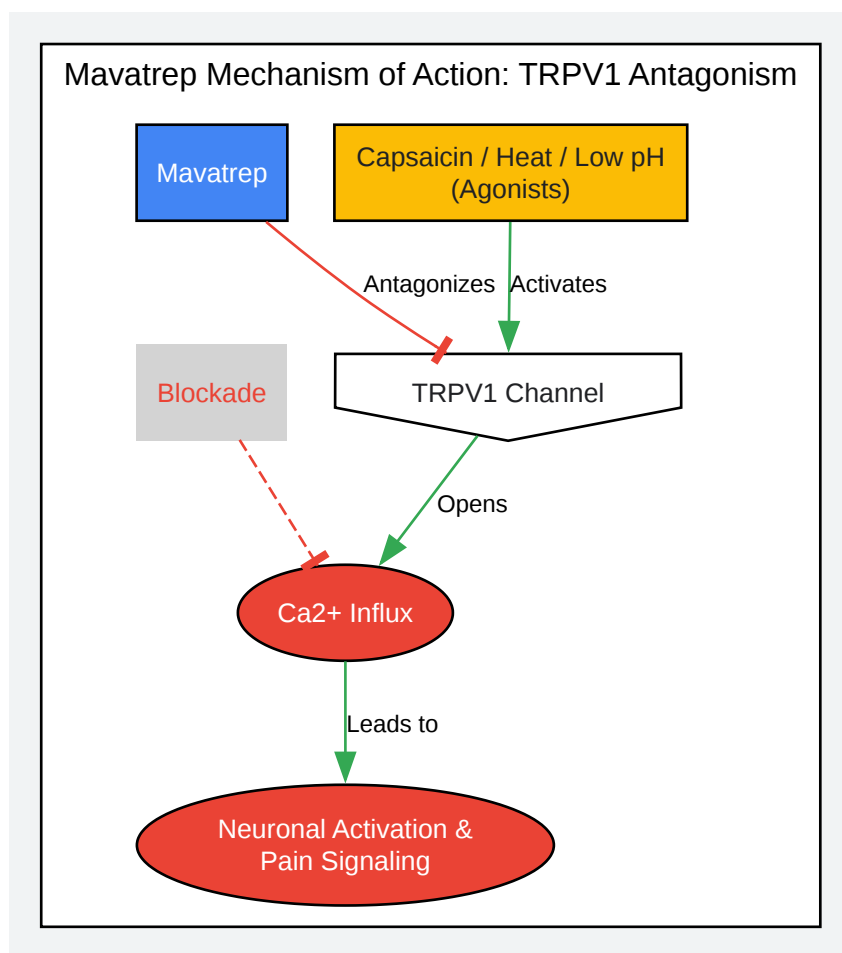 Mavatrep Mechanism of Action: TRPV1 Antagonism
Mavatrep
Capsaicin / Heat / Low pH
(Agonists)
Antagonizes
Activates
Blockade
TRPV1 Channel
Opens
Ca2+ Influx
Leads to
Neuronal Activation &
Pain Signaling